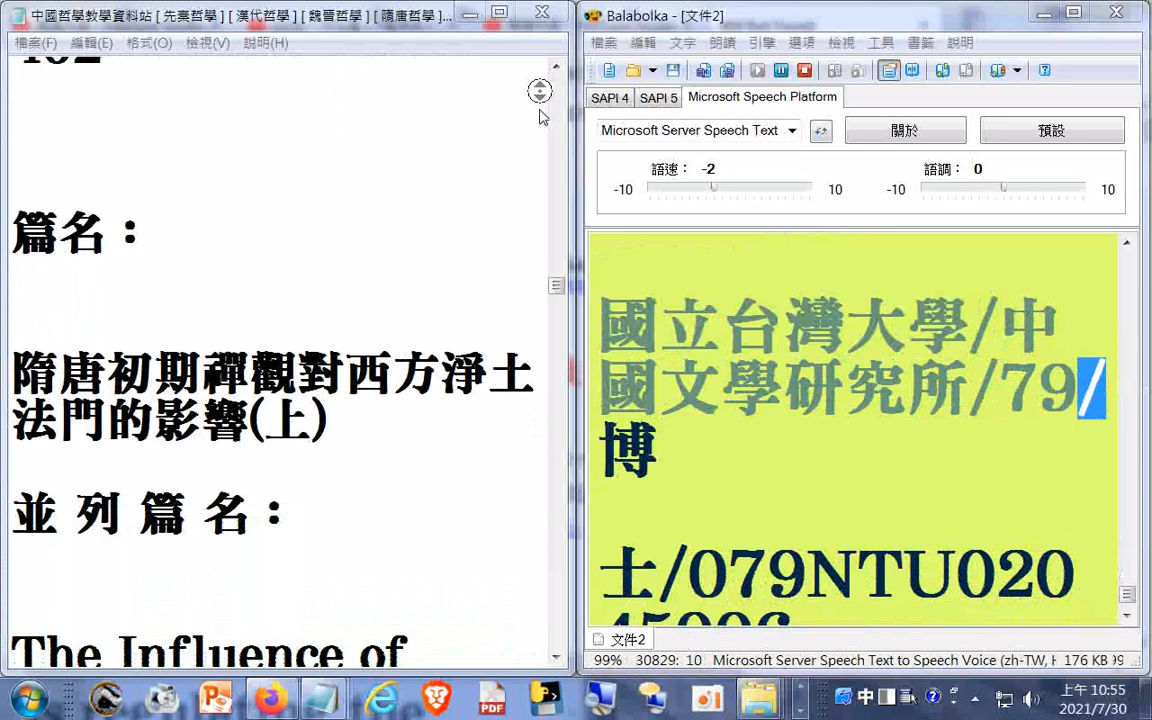 中國哲學教學資料站 [ 先秦哲學 ] [ 漢代哲學 ] [ 魏晉哲學 ] [ 隋唐哲學 ]...
檔案(F) 編輯(E) 格式(O) 檢視(V) 說明(H)
篇名：
隋唐初期禪觀對西方淨土
法門的影響(上)
並 列 篇 名：
The Influence of
Balabolka - [文件2]
檔案 編輯 文字 朗讀 引擎 選項 檢視 工具 書籤 說明
SAPI 4 SAPI 5 Microsoft Speech Platform
Microsoft Server Speech Text 關於 預設
語速： -2 語調： 0
-10 10 -10 10
國立台灣大學/中
國文學研究所/79/
博
士/079NTU020
45006
文件2
99% 30829: 10 Microsoft Server Speech Text to Speech Voice (zh-TW, H 176 KB
中
上午 10:55
2021/7/30